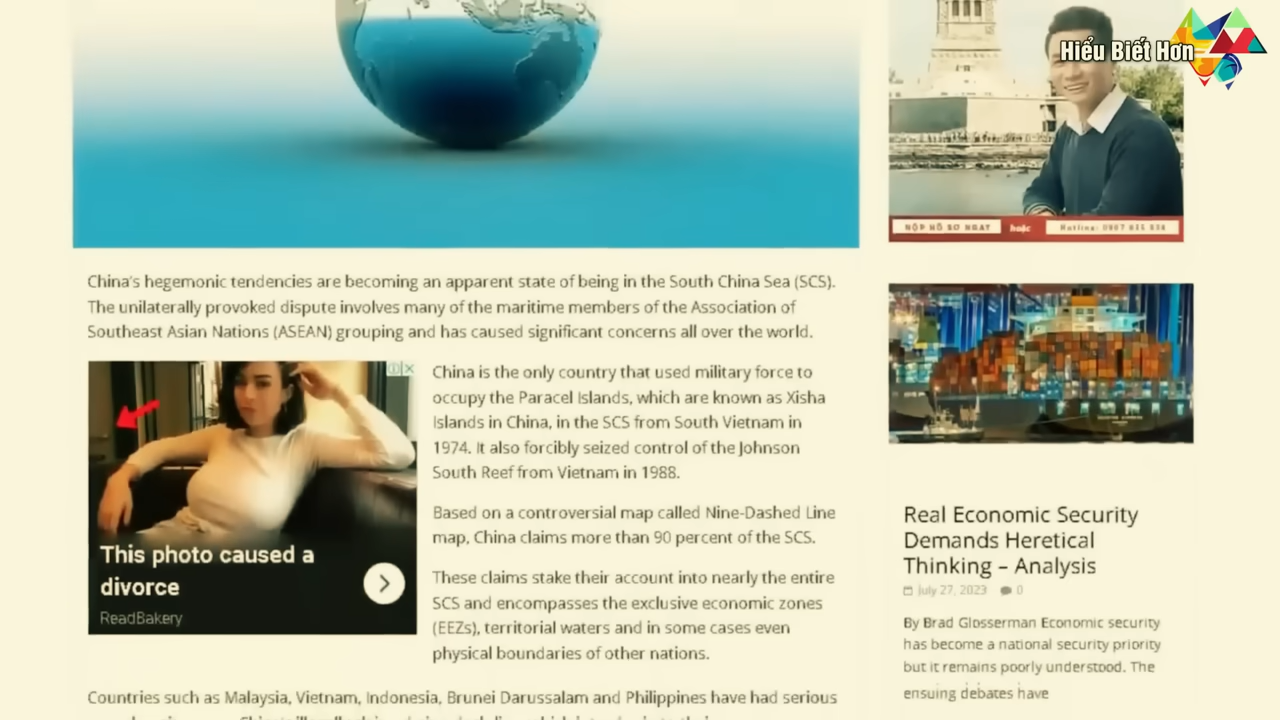 Hiểu Biết Hơn
NỘP HỒ SƠ NGAY hoặc Hotline: 0907 835 838
China's hegemonic tendencies are becoming an apparent state of being in the South China Sea (SCS).
The unilaterally provoked dispute involves many of the maritime members of the Association of
Southeast Asian Nations (ASEAN) grouping and has caused significant concerns all over the world.
This photo caused a
divorce
ReadBakery
China is the only country that used military force to
occupy the Paracel Islands, which are known as Xisha
Islands in China, in the SCS from South Vietnam in
1974. It also forcibly seized control of the Johnson
South Reef from Vietnam in 1988.
Based on a controversial map called Nine-Dashed Line
map, China claims more than 90 percent of the SCS.
These claims stake their account into nearly the entire
SCS and encompasses the exclusive economic zones
(EEZs), territorial waters and in some cases even
physical boundaries of other nations.
Countries such as Malaysia, Vietnam, Indonesia, Brunei Darussalam and Philippines have had serious
Real Economic Security
Demands Heretical
Thinking – Analysis
July 27, 2023 0
By Brad Glosserman Economic security
has become a national security priority
but it remains poorly understood. The
ensuing debates have